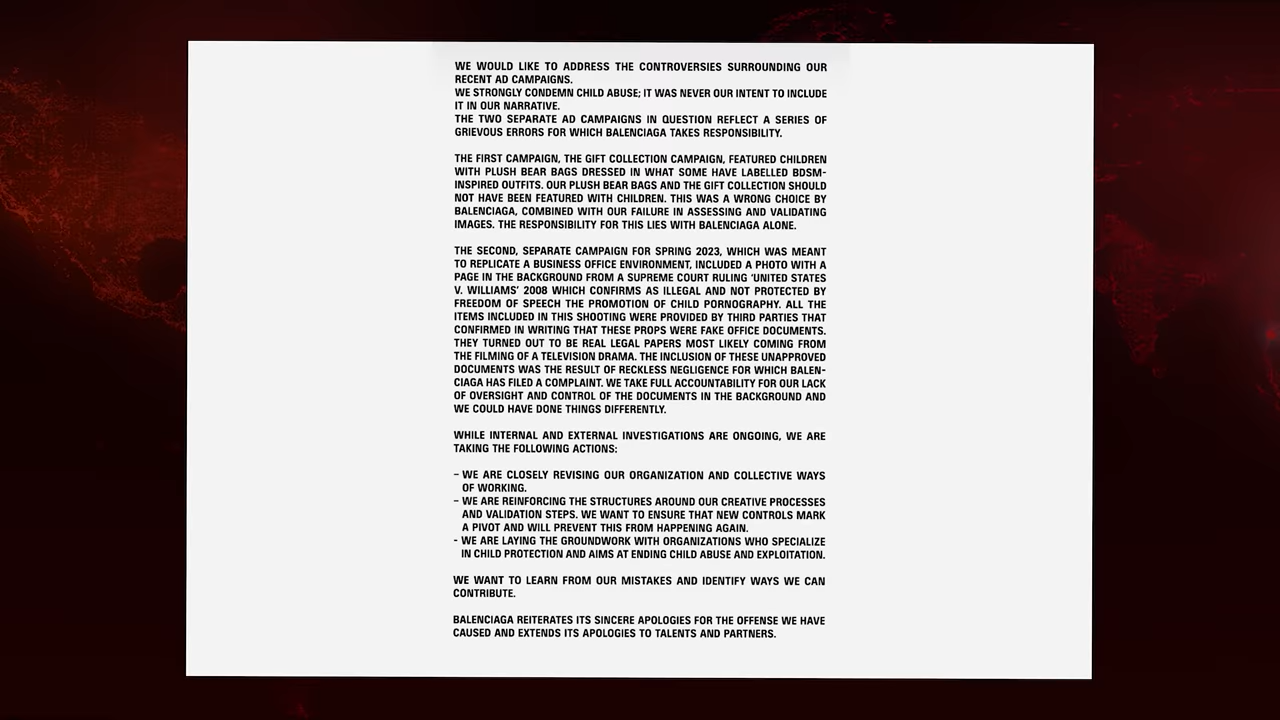 WE WOULD LIKE TO ADDRESS THE CONTROVERSIES SURROUNDING OUR
RECENT AD CAMPAIGNS.
WE STRONGLY CONDEMN CHILD ABUSE; IT WAS NEVER OUR INTENT TO INCLUDE
IT IN OUR NARRATIVE.
THE TWO SEPARATE AD CAMPAIGNS IN QUESTION REFLECT A SERIES OF
GRIEVOUS ERRORS FOR WHICH BALENCIAGA TAKES RESPONSIBILITY.
THE FIRST CAMPAIGN, THE GIFT COLLECTION CAMPAIGN, FEATURED CHILDREN
WITH PLUSH BEAR BAGS DRESSED IN WHAT SOME HAVE LABELLED BDSM-
INSPIRED OUTFITS. OUR PLUSH BEAR BAGS AND THE GIFT COLLECTION SHOULD
NOT HAVE BEEN FEATURED WITH CHILDREN. THIS WAS A WRONG CHOICE BY
BALENCIAGA, COMBINED WITH OUR FAILURE IN ASSESSING AND VALIDATING
IMAGES. THE RESPONSIBILITY FOR THIS LIES WITH BALENCIAGA ALONE.
THE SECOND, SEPARATE CAMPAIGN FOR SPRING 2023, WHICH WAS MEANT
TO REPLICATE A BUSINESS OFFICE ENVIRONMENT, INCLUDED A PHOTO WITH A
PAGE IN THE BACKGROUND FROM A SUPREME COURT RULING 'UNITED STATES
V. WILLIAMS' 2008 WHICH CONFIRMS AS ILLEGAL AND NOT PROTECTED BY
FREEDOM OF SPEECH THE PROMOTION OF CHILD PORNOGRAPHY. ALL THE
ITEMS INCLUDED IN THIS SHOOTING WERE PROVIDED BY THIRD PARTIES THAT
CONFIRMED IN WRITING THAT THESE PROPS WERE FAKE OFFICE DOCUMENTS.
THEY TURNED OUT TO BE REAL LEGAL PAPERS MOST LIKELY COMING FROM
THE FILMING OF A TELEVISION DRAMA. THE INCLUSION OF THESE UNAPPROVED
DOCUMENTS WAS THE RESULT OF RECKLESS NEGLIGENCE FOR WHICH BALEN-
CIAGA HAS FILED A COMPLAINT. WE TAKE FULL ACCOUNTABILITY FOR OUR LACK
OF OVERSIGHT AND CONTROL OF THE DOCUMENTS IN THE BACKGROUND AND
WE COULD HAVE DONE THINGS DIFFERENTLY.
WHILE INTERNAL AND EXTERNAL INVESTIGATIONS ARE ONGOING, WE ARE
TAKING THE FOLLOWING ACTIONS:
– WE ARE CLOSELY REVISING OUR ORGANIZATION AND COLLECTIVE WAYS
OF WORKING.
– WE ARE REINFORCING THE STRUCTURES AROUND OUR CREATIVE PROCESSES
AND VALIDATION STEPS. WE WANT TO ENSURE THAT NEW CONTROLS MARK
A PIVOT AND WILL PREVENT THIS FROM HAPPENING AGAIN.
- WE ARE LAYING THE GROUNDWORK WITH ORGANIZATIONS WHO SPECIALIZE
IN CHILD PROTECTION AND AIMS AT ENDING CHILD ABUSE AND EXPLOITATION.
WE WANT TO LEARN FROM OUR MISTAKES AND IDENTIFY WAYS WE CAN
CONTRIBUTE.
BALENCIAGA REITERATES ITS SINCERE APOLOGIES FOR THE OFFENSE WE HAVE
CAUSED AND EXTENDS ITS APOLOGIES TO TALENTS AND PARTNERS.